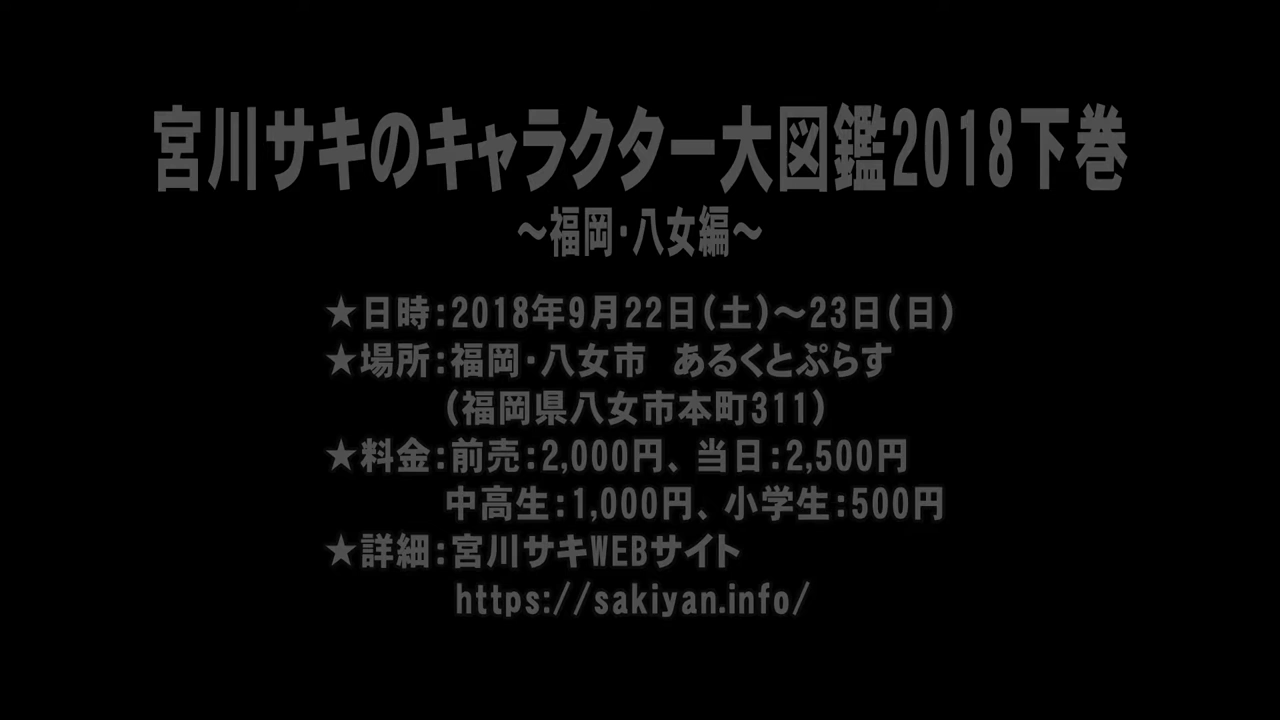 宮川サキのキャラクター大図鑑2018下巻
～福岡・八女編～
★日時：2018年9月22日（土）～23日（日）
★場所：福岡・八女市　あるくとぷらす
（福岡県八女市本町311）
★料金：前売：2,000円、当日：2,500円
中高生：1,000円、小学生：500円
★詳細：宮川サキWEBサイト
https://sakiyan.info/